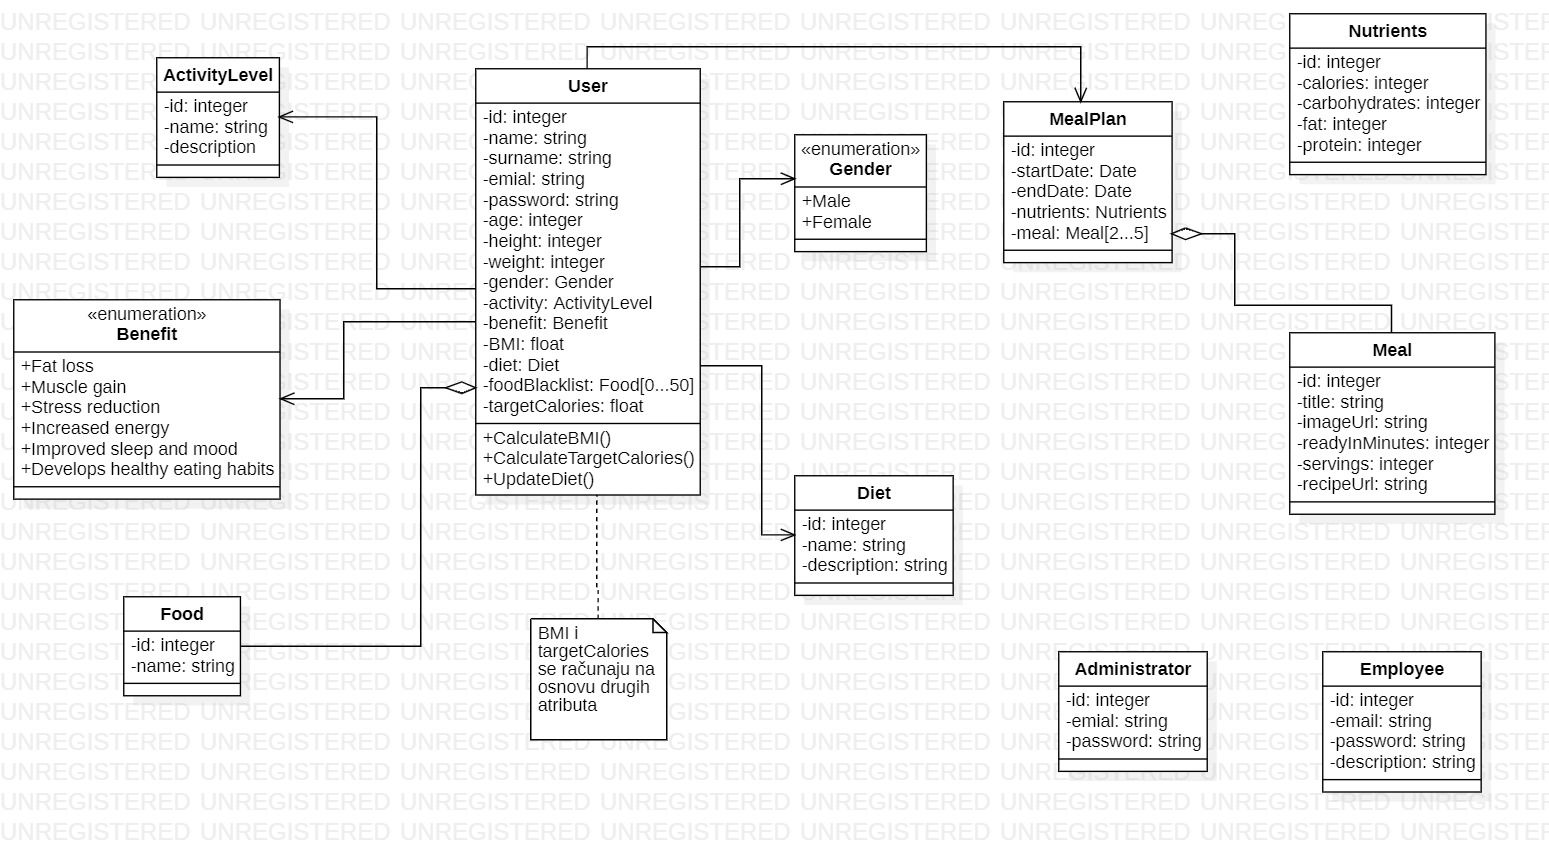 UNREGISTERED
ActivityLevel
-id: integer
-name: string
-description
User
-id: integer
-name: string
-surname: string
-emial: string
-password: string
-age: integer
-height: integer
-weight: integer
-gender: Gender
-activity: ActivityLevel
-benefit: Benefit
-BMI: float
-diet: Diet
-foodBlacklist: Food[0...50]
-targetCalories: float
+CalculateBMI()
+CalculateTargetCalories()
+UpdateDiet()
«enumeration»
Gender
+Male
+Female
MealPlan
-id: integer
-startDate: Date
-endDate: Date
-nutrients: Nutrients
-meal: Meal[2...5]
Nutrients
-id: integer
-calories: integer
-carbohydrates: integer
-fat: integer
-protein: integer
«enumeration»
Benefit
+Fat loss
+Muscle gain
+Stress reduction
+Increased energy
+Improved sleep and mood
+Develops healthy eating habits
Meal
-id: integer
-title: string
-imageUrl: string
-readyInMinutes: integer
-servings: integer
-recipeUrl: string
Diet
-id: integer
-name: string
-description: string
Food
-id: integer
-name: string
BMI i
targetCalories
se računaju na
osnovu drugih
atributa
Administrator
-id: integer
-emial: string
-password: string
Employee
-id: integer
-email: string
-password: string
-description: string